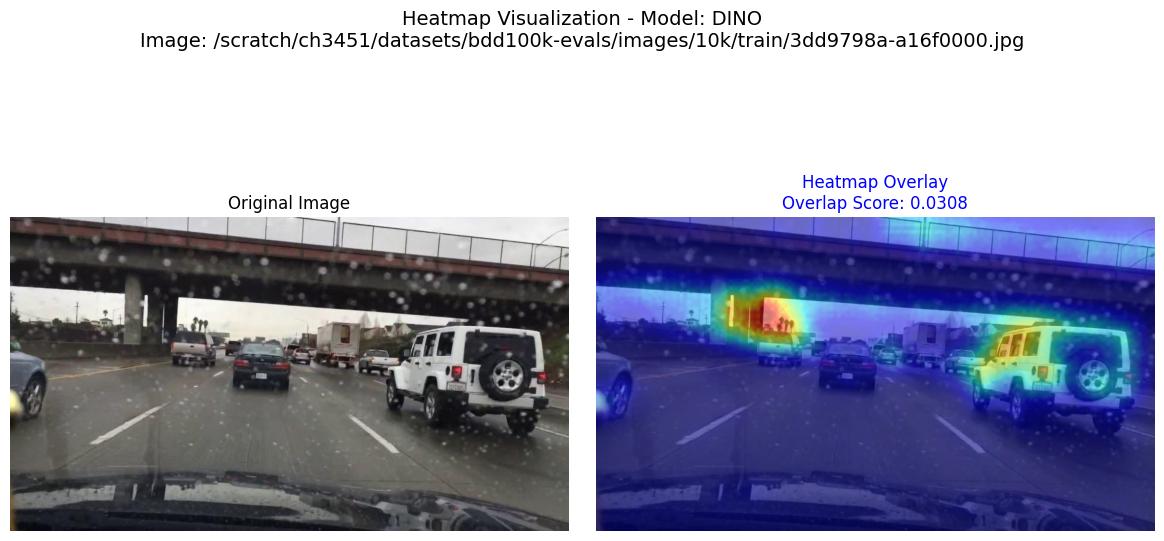 Heatmap Visualization - Model: DINO
Image: /scratch/ch3451/datasets/bdd100k-evals/images/10k/train/3dd9798a-a16f0000.jpg
Original Image
Heatmap Overlay
Overlap Score: 0.0308